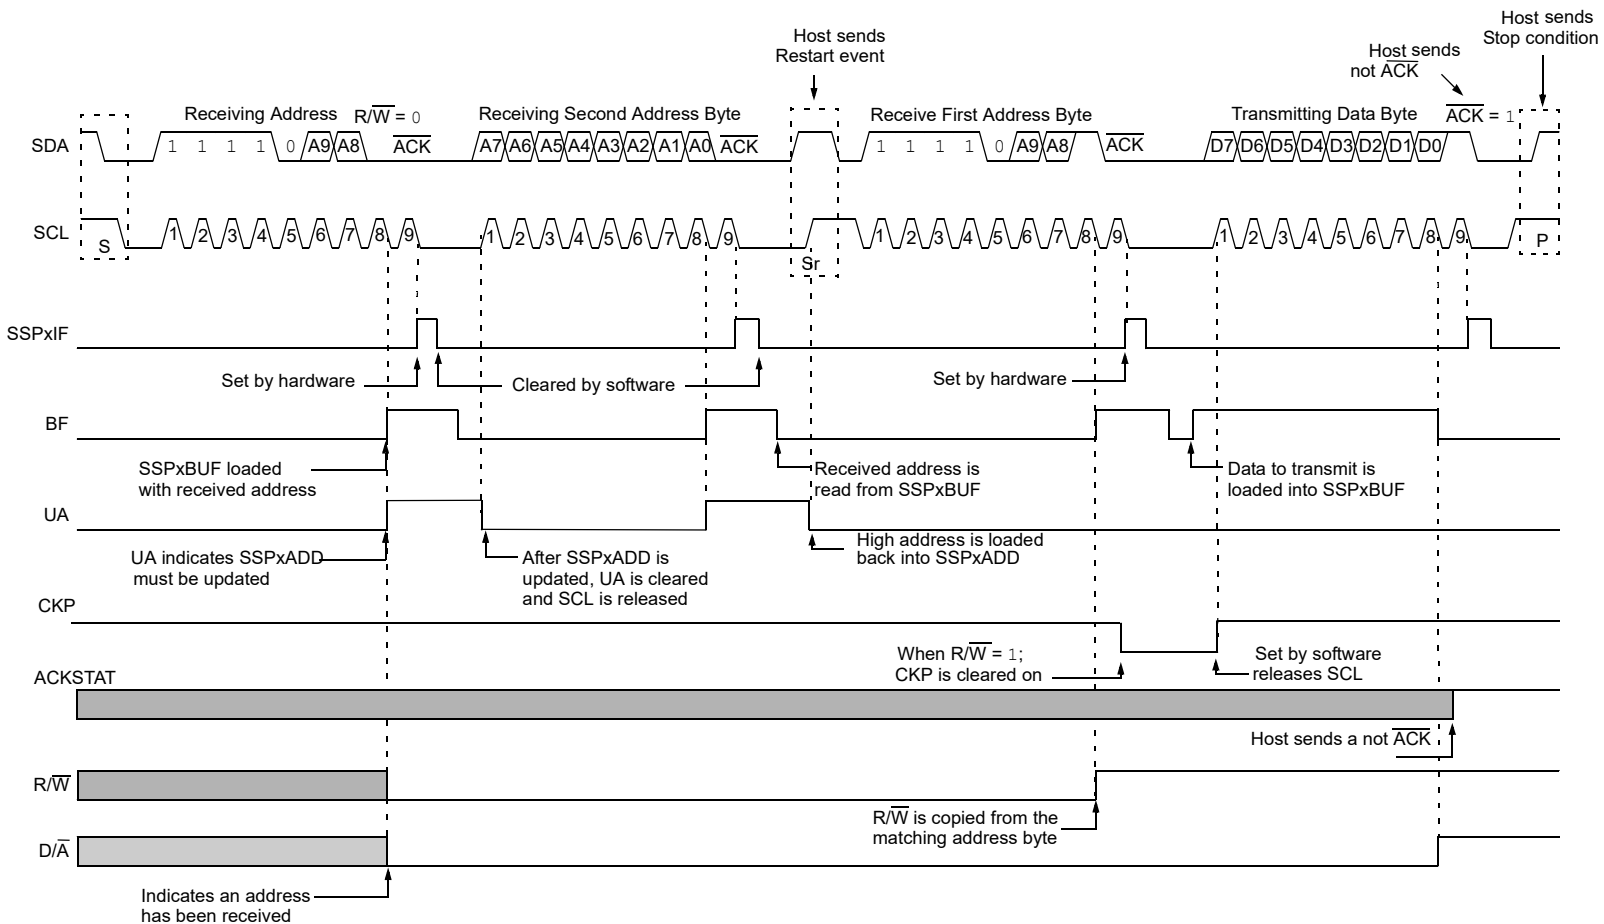 Host sends
Stop condition
Host sends
Restart event
Host sends
not ACK
Receiving Address R/W = 0
Receiving Second Address Byte
Receive First Address Byte
Transmitting Data Byte
ACK = 1
SDA
1 1 1 1 0 A9 A8 ACK
A7 A6 A5 A4 A3 A2 A1 A0 ACK
1 1 1 1 0 A9 A8 ACK
D7 D6 D5 D4 D3 D2 D1 D0
SCL
S
1 2 3 4 5 6 7 8 9
1 2 3 4 5 6 7 8 9
Sr
1 2 3 4 5 6 7 8 9
1 2 3 4 5 6 7 8 9
P
SSPxIF
Set by hardware
Cleared by software
Set by hardware
BF
SSPxBUF loaded
with received address
Received address is
read from SSPxBUF
Data to transmit is
loaded into SSPxBUF
UA
UA indicates SSPxADD
must be updated
After SSPxADD is
updated, UA is cleared
and SCL is released
High address is loaded
back into SSPxADD
CKP
When R/W = 1;
CKP is cleared on
Set by software
releases SCL
ACKSTAT
Host sends a not ACK
R/W
R/W is copied from the
matching address byte
D/A
Indicates an address
has been received